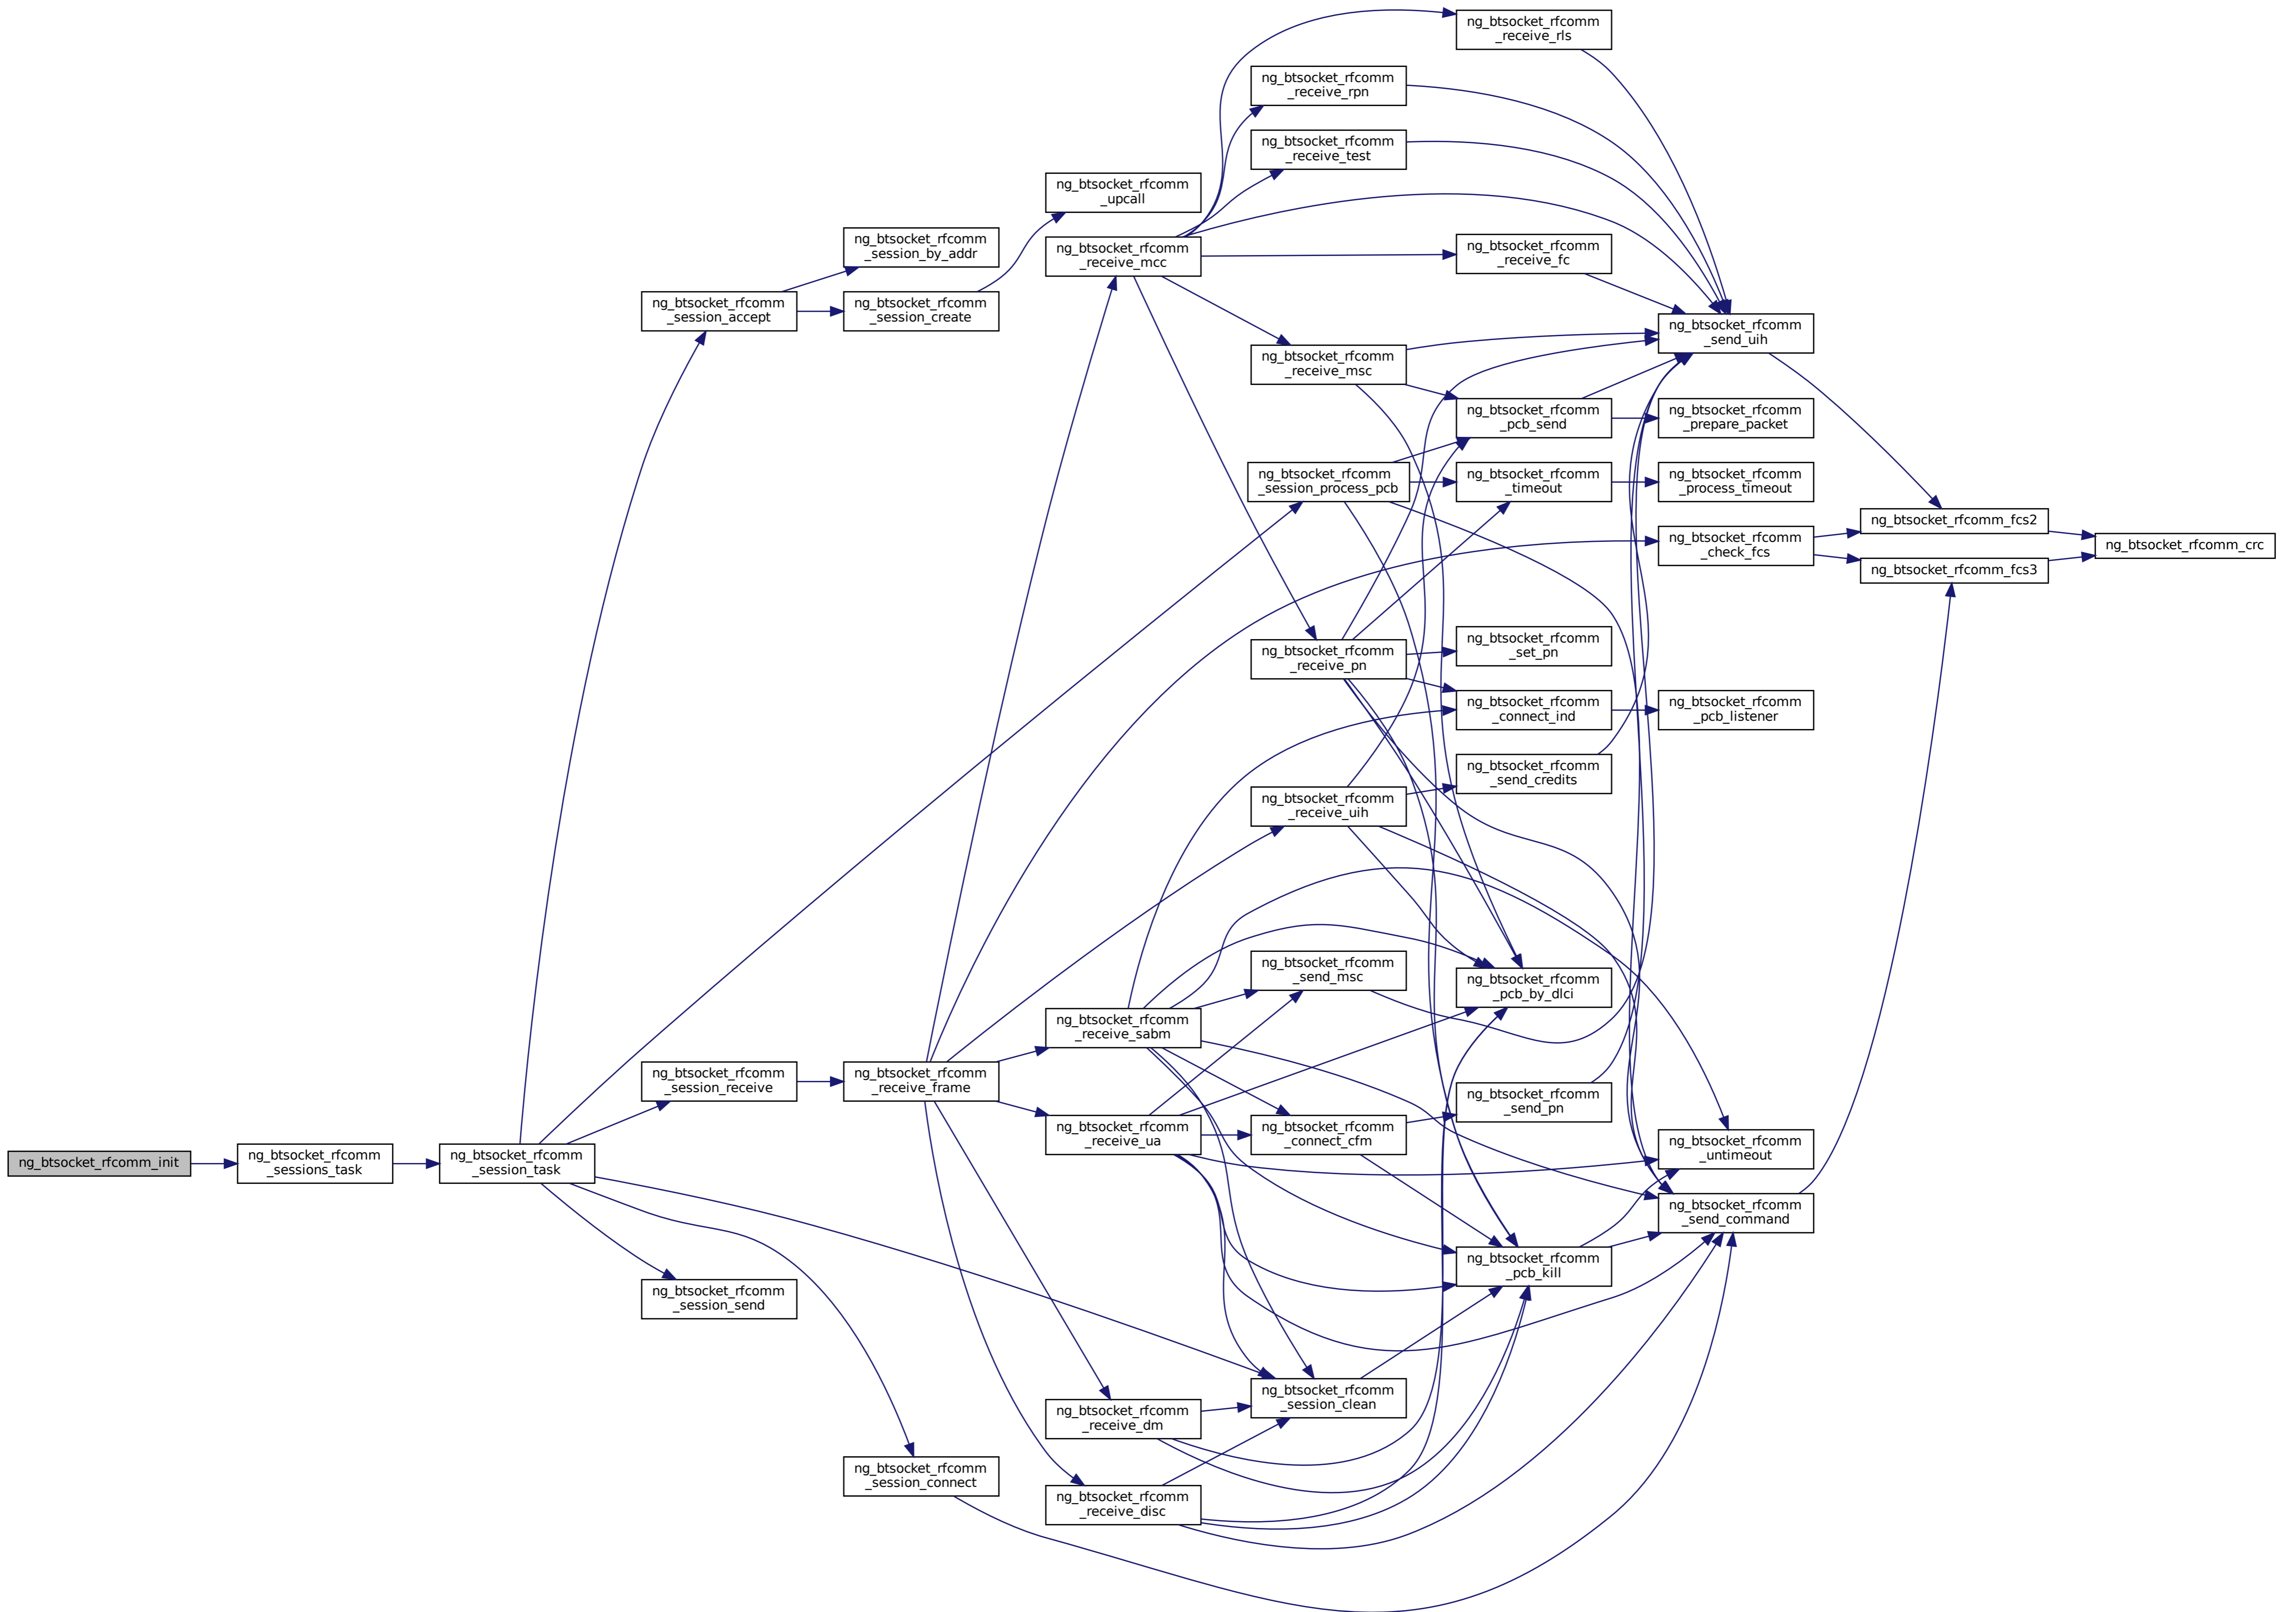 ng_btsocket_rfcomm_init
ng_btsocket_rfcomm
_sessions_task
ng_btsocket_rfcomm
_session_task
ng_btsocket_rfcomm
_session_accept
ng_btsocket_rfcomm
_session_receive
ng_btsocket_rfcomm
_session_send
ng_btsocket_rfcomm
_session_by_addr
ng_btsocket_rfcomm
_session_create
ng_btsocket_rfcomm
_receive_frame
ng_btsocket_rfcomm
_session_connect
ng_btsocket_rfcomm
_upcall
ng_btsocket_rfcomm
_receive_mcc
ng_btsocket_rfcomm
_receive_sabm
ng_btsocket_rfcomm
_receive_ua
ng_btsocket_rfcomm
_receive_dm
ng_btsocket_rfcomm
_receive_disc
ng_btsocket_rfcomm
_receive_rpn
ng_btsocket_rfcomm
_receive_test
ng_btsocket_rfcomm
_receive_msc
ng_btsocket_rfcomm
_session_process_pcb
ng_btsocket_rfcomm
_receive_pn
ng_btsocket_rfcomm
_receive_uih
ng_btsocket_rfcomm
_send_msc
ng_btsocket_rfcomm
_connect_cfm
ng_btsocket_rfcomm
_session_clean
ng_btsocket_rfcomm
_receive_rls
ng_btsocket_rfcomm
_receive_fc
ng_btsocket_rfcomm
_pcb_send
ng_btsocket_rfcomm
_timeout
ng_btsocket_rfcomm
_set_pn
ng_btsocket_rfcomm
_connect_ind
ng_btsocket_rfcomm
_send_credits
ng_btsocket_rfcomm
_pcb_by_dlci
ng_btsocket_rfcomm
_send_pn
ng_btsocket_rfcomm
_pcb_kill
ng_btsocket_rfcomm
_send_uih
ng_btsocket_rfcomm
_prepare_packet
ng_btsocket_rfcomm
_process_timeout
ng_btsocket_rfcomm
_check_fcs
ng_btsocket_rfcomm
_pcb_listener
ng_btsocket_rfcomm
_untimeout
ng_btsocket_rfcomm
_send_command
ng_btsocket_rfcomm_fcs2
ng_btsocket_rfcomm_fcs3
ng_btsocket_rfcomm_crc